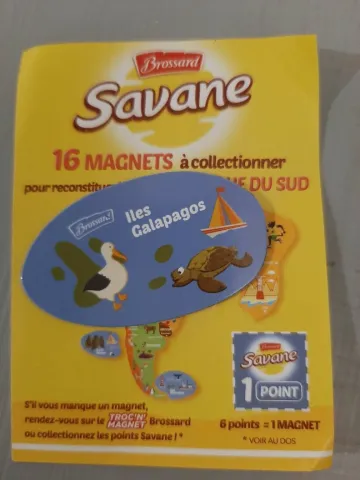 Brossard
Savane
16 MAGNETS à collectionner
pour reconstitu UE DU SUD
Brossard
Iles
Galapagos
Brossard
Savane
1 POINT
S'il vous manque un magnet,
rendez-vous sur le TROC'N' MAGNET Brossard
ou collectionnez les points Savane ! *
6 points = 1 MAGNET
* VOIR AU DOS